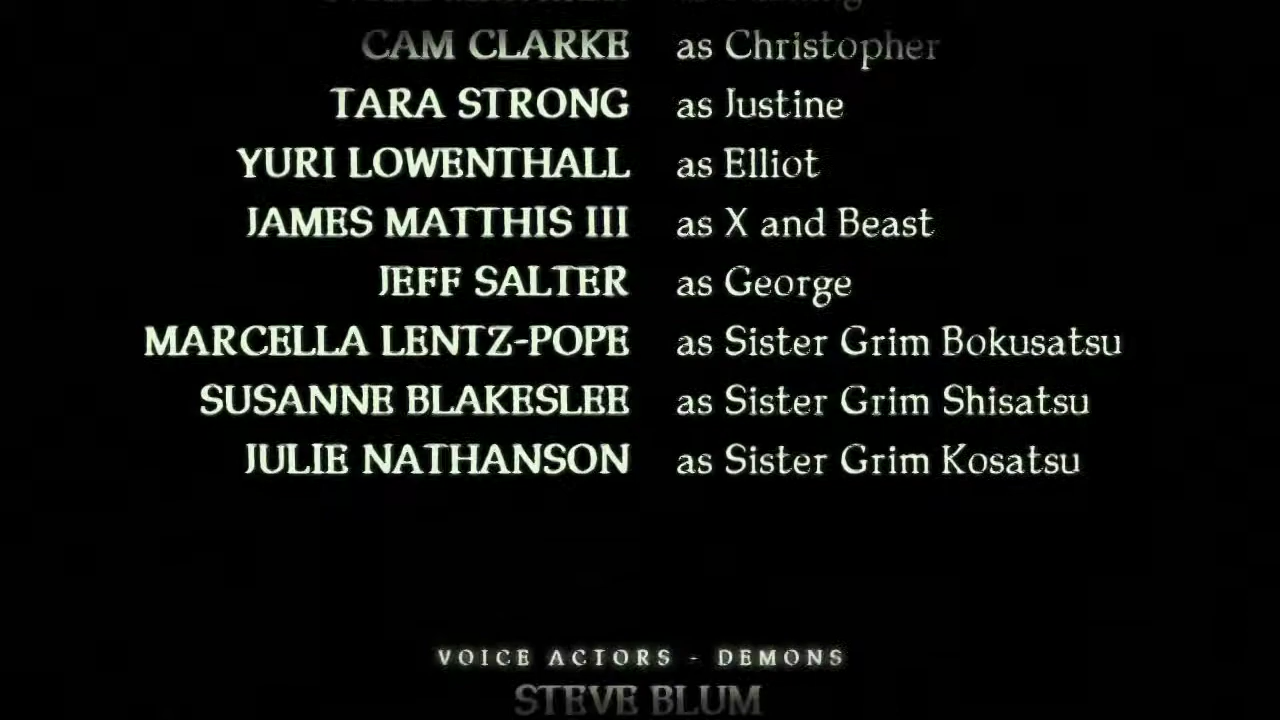 CAM CLARKE as Christopher
TARA STRONG as Justine
YURI LOWENTHALL as Elliot
JAMES MATTHIS III as X and Beast
JEFF SALTER as George
MARCELLA LENTZ-POPE as Sister Grim Bokusatsu
SUSANNE BLAKESLEE as Sister Grim Shisatsu
JULIE NATHANSON as Sister Grim Kosatsu
VOICE ACTORS - DEMONS
STEVE BLUM